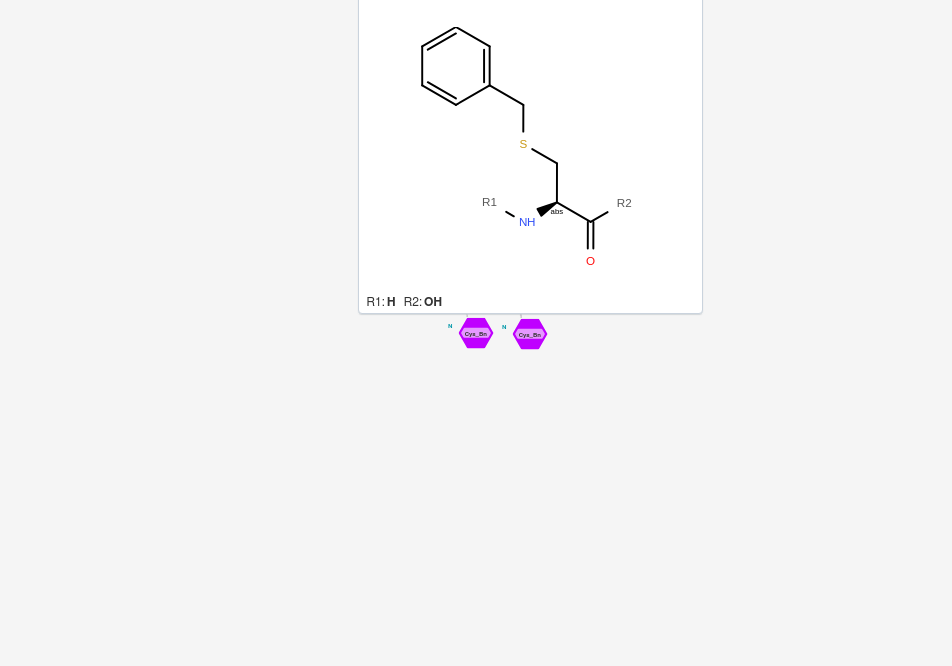 S
R1
NH
abs
R2
O
R1: H R2: OH
N
Cys_Bn
N
Cys_Bn